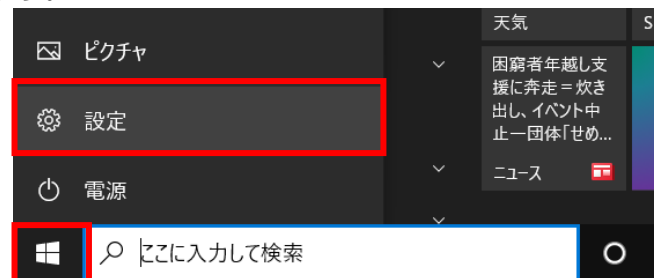 ピクチャ
設定
電源
ここに入力して検索
天気
S
困窮者年越し支
援に奔走＝炊き
出し、イベント中
止―団体「せめ...
ニュース